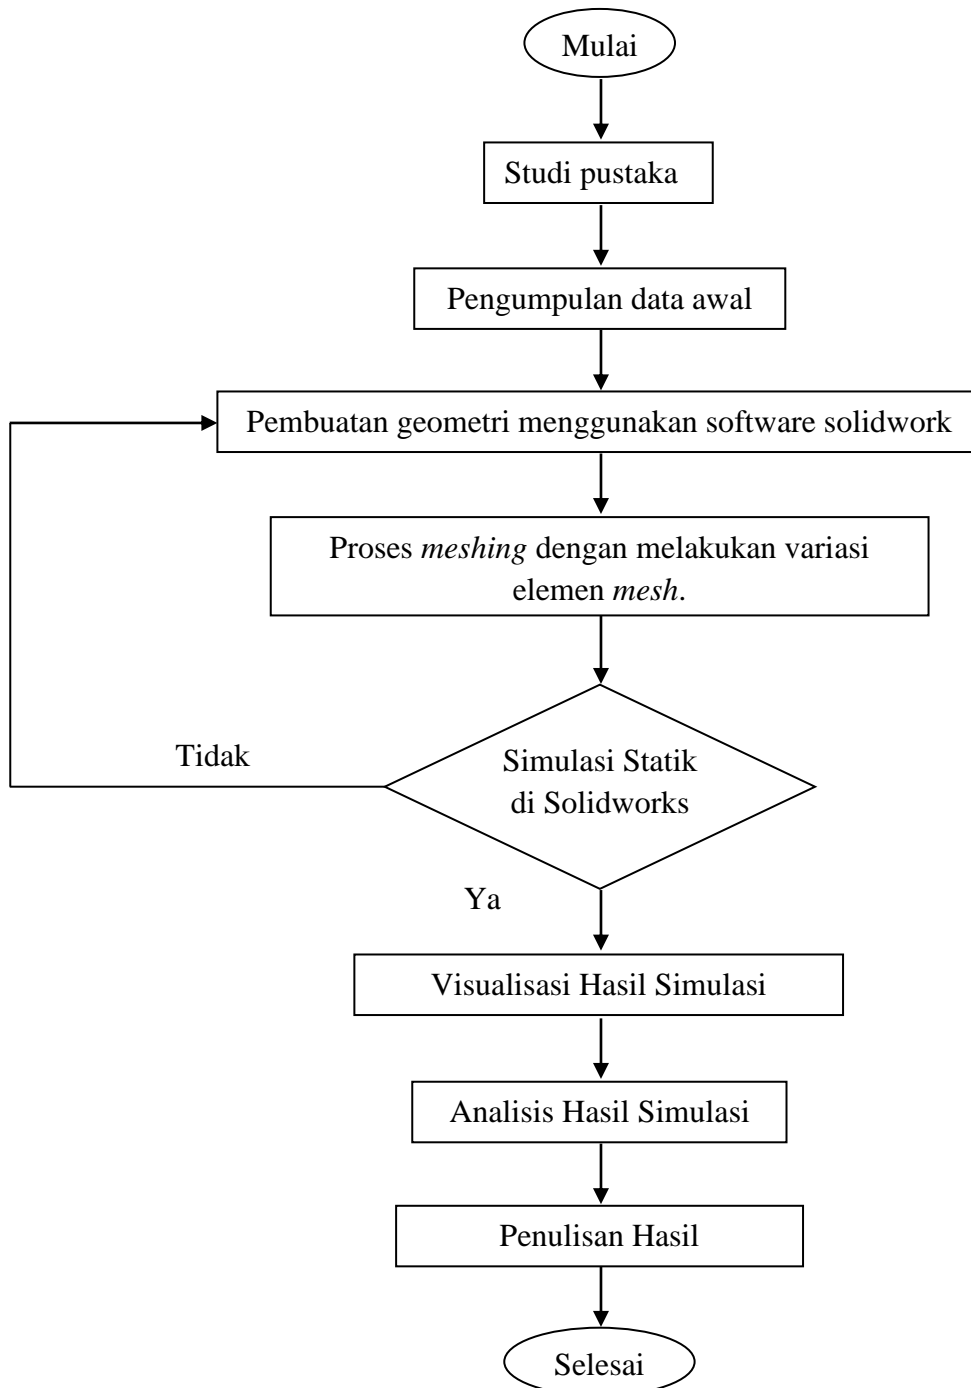 Mulai
Studi pustaka
Pengumpulan data awal
Pembuatan geometri menggunakan software solidwork
Proses meshing dengan melakukan variasi
elemen mesh.
Tidak
Simulasi Statik
di Solidworks
Ya
Visualisasi Hasil Simulasi
Analisis Hasil Simulasi
Penulisan Hasil
Selesai